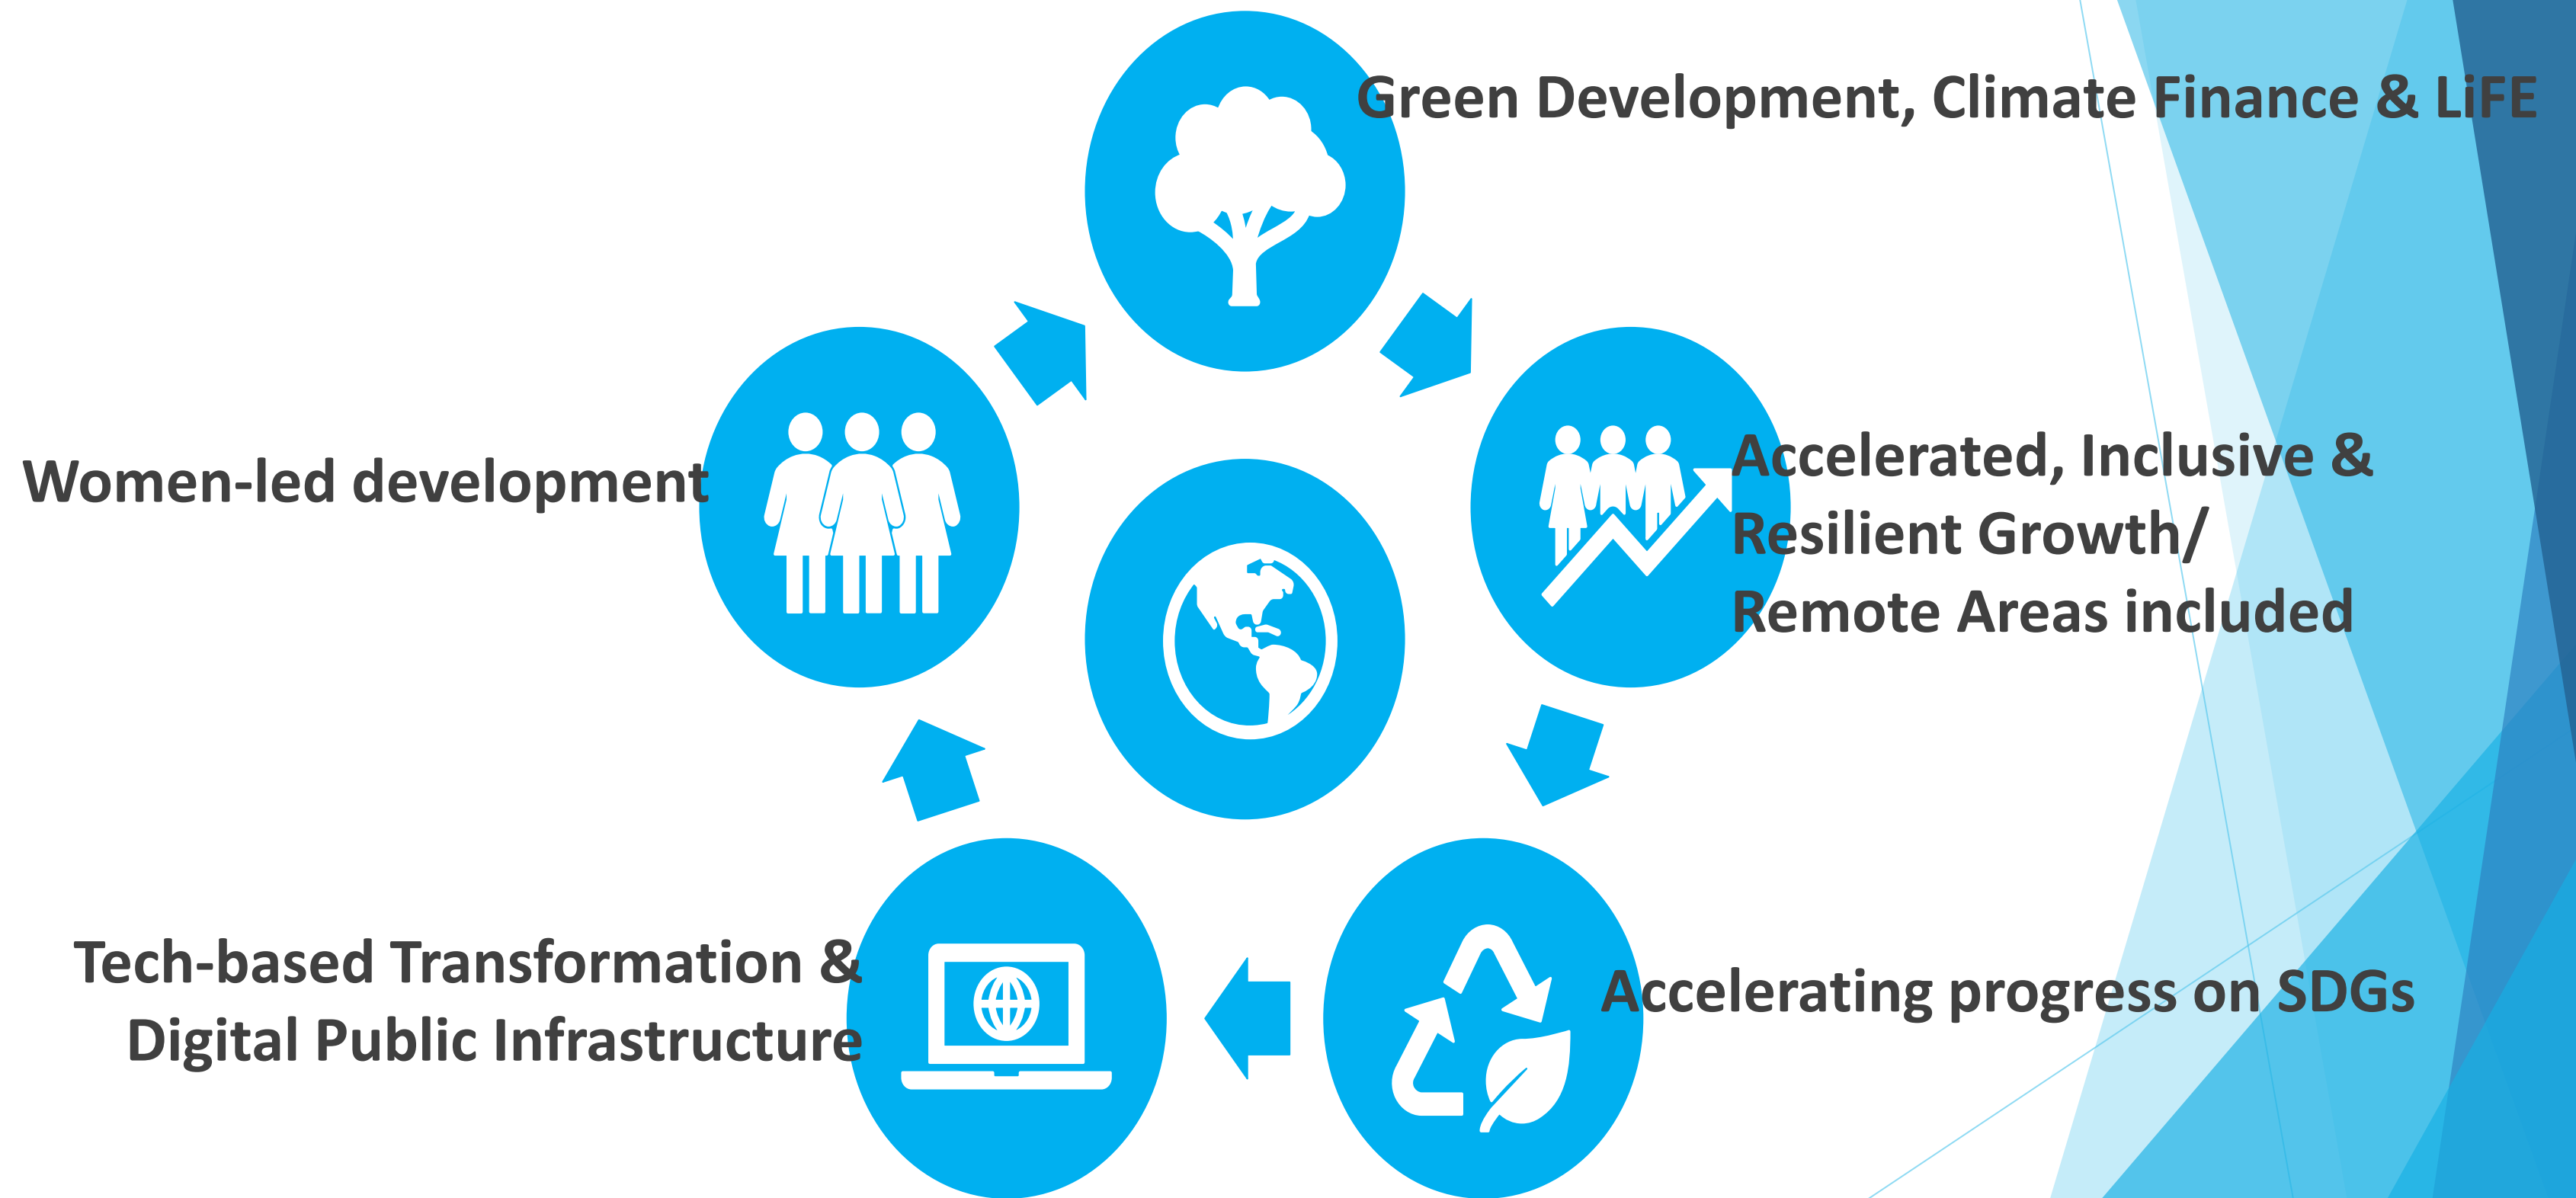 Green Development, Climate Finance & LiFE
Women-led development
Accelerated, Inclusive &
Resilient Growth/
Remote Areas included
Tech-based Transformation &
Digital Public Infrastructure
Accelerating progress on SDGs